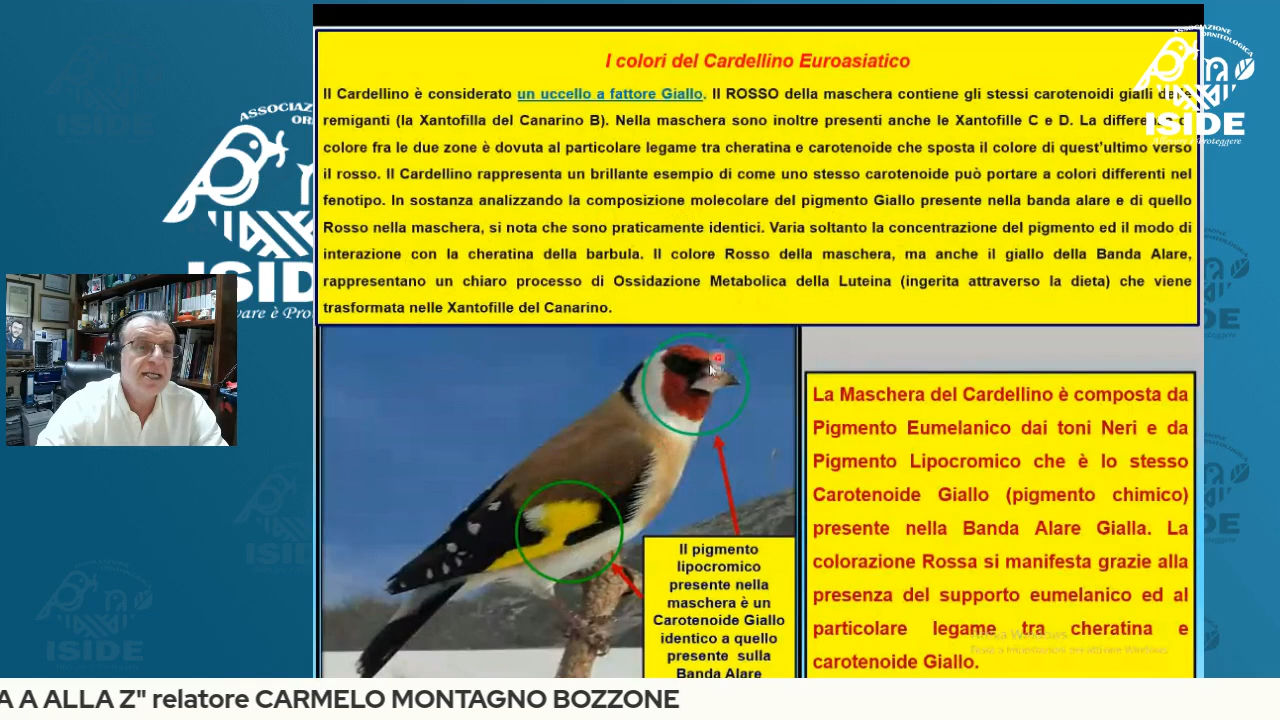 I colori del Cardellino Euroasiatico
Il Cardellino è considerato un uccello a fattore Giallo. Il ROSSO della maschera contiene gli stessi carotenoidi gialli
remiganti (la Xantofilla del Canarino B). Nella maschera sono inoltre presenti anche le Xantofille C e D. La
colore fra le due zone è dovuta al particolare legame tra cheratina e carotenoide che sposta il colore di quest'ultimo verso
il rosso. Il Cardellino rappresenta un brillante esempio di come uno stesso carotenoide può portare a colori differenti nel
fenotipo. In sostanza analizzando la composizione molecolare del pigmento Giallo presente nella banda alare e di quello
Rosso nella maschera, si nota che sono praticamente identici. Varia soltanto la concentrazione del pigmento ed il modo di
interazione con la cheratina della barbula. Il colore Rosso della maschera, ma anche il giallo della Banda Alare,
rappresentano un chiaro processo di Ossidazione Metabolica della Luteina (ingerita attraverso la dieta) che viene
trasformata nelle Xantofille del Canarino.
ASSOCIAZIONE
ORNITOLOGICA
ISIDE
La Maschera del Cardellino è composta da
Pigmento Eumelanico dai toni Neri e da
Pigmento Lipocromico che è lo stesso
Carotenoide Giallo (pigmento chimico)
presente nella Banda Alare Gialla. La
colorazione Rossa si manifesta grazie alla
presenza del supporto eumelanico ed al
particolare legame tra cheratina e
carotenoide Giallo.
Il pigmento
lipocromico
presente nella
maschera è un
Carotenoide Giallo
identico a quello
presente sulla
Banda Alare
A A ALLA Z" relatore CARMELO MONTAGNO BOZZONE